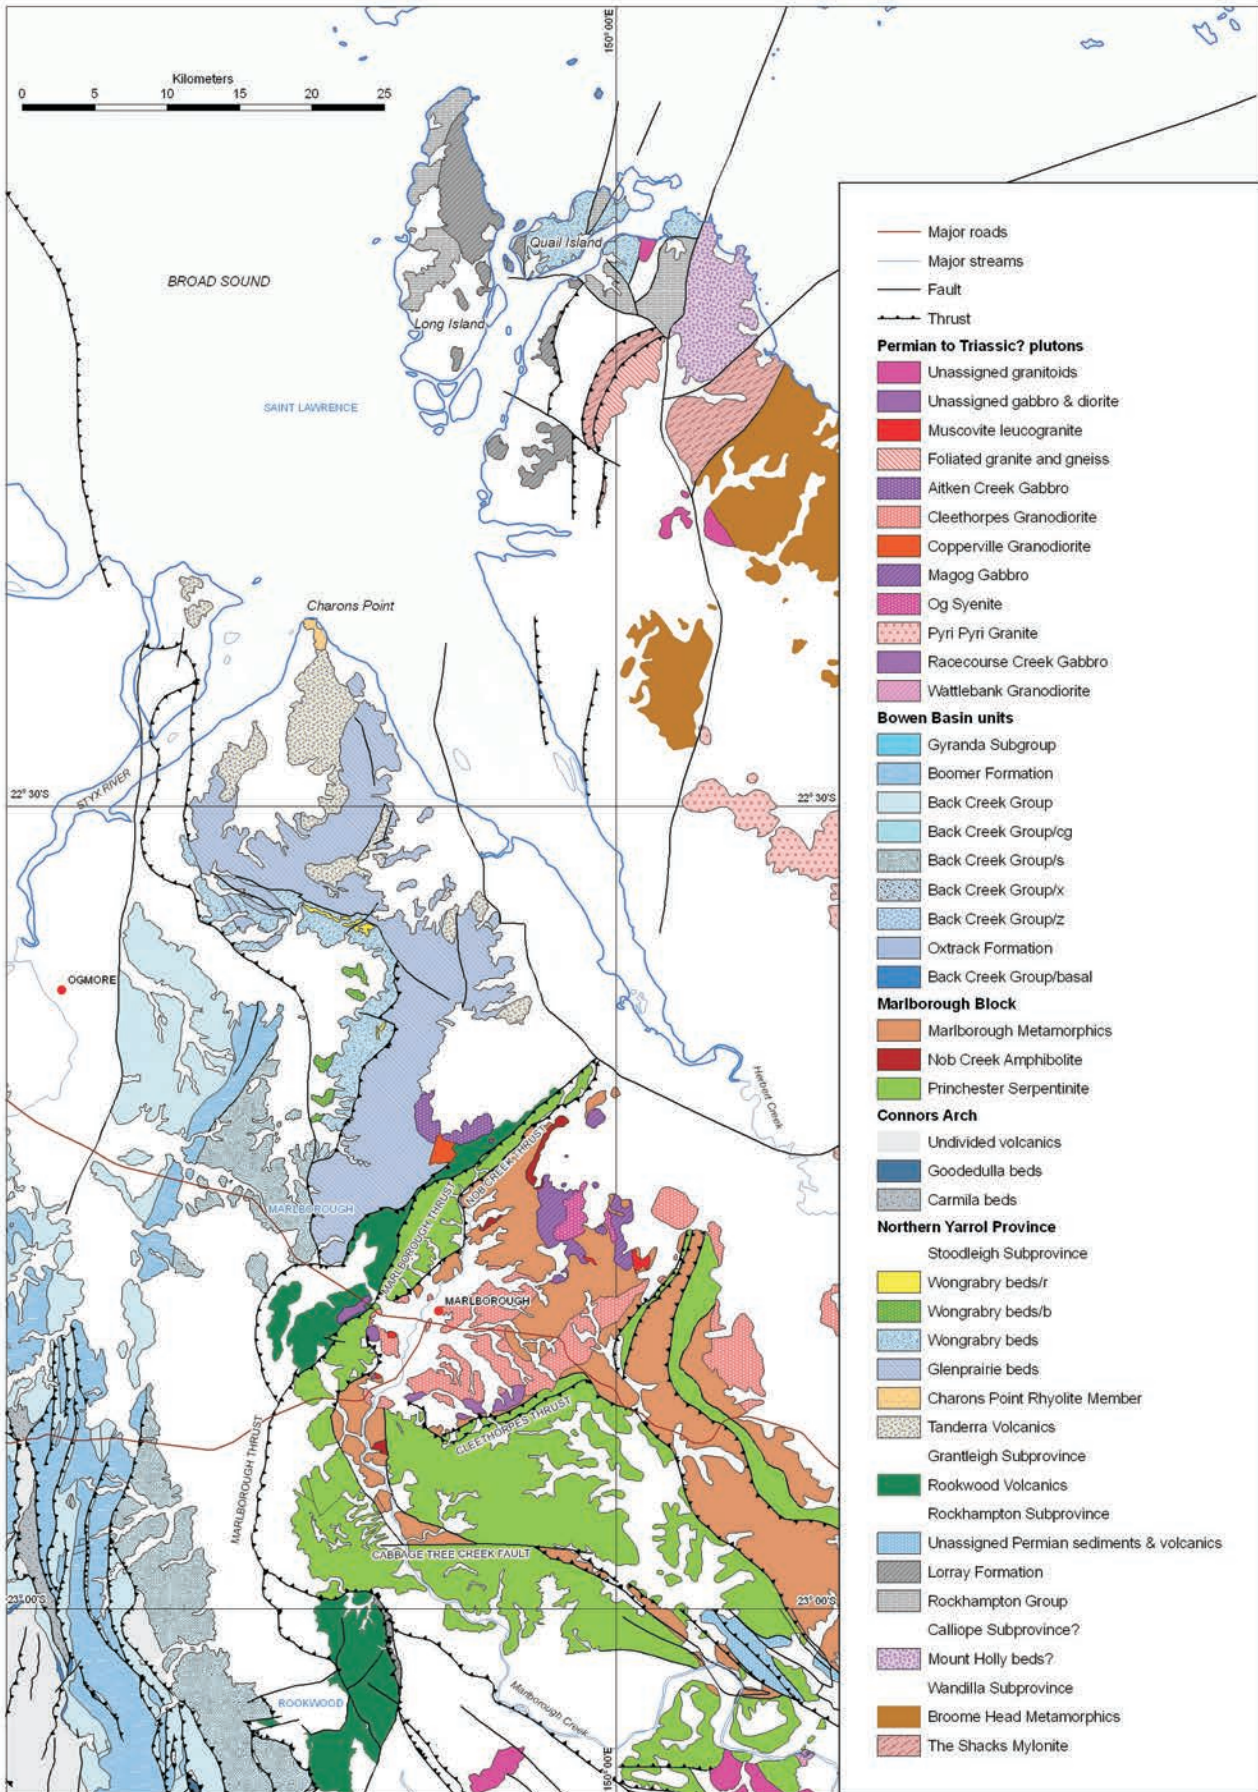 150° 00'E
Kilometers
0 5 10 15 20 25
Quail Island
BROAD SOUND
Long Island
SAINT LAWRENCE
Charons Point
STYX RIVER
22° 30'S
22° 30'S
OGMORE
Herbert Creek
NOB CREEK THRUST
MARLBOROUGH
MARLBOROUGH THRUST
MARLBOROUGH
CLEETHORPES THRUST
MARLBOROUGH THRUST
CABBAGE TREE CREEK FAULT
23° 00'S
23° 00'S
ROOKWOOD
Marlborough Creek
150° 00'E
Major roads
Major streams
Fault
Thrust
Permian to Triassic? plutons
Unassigned granitoids
Unassigned gabbro & diorite
Muscovite leucogranite
Foliated granite and gneiss
Aitken Creek Gabbro
Cleethorpes Granodiorite
Copperville Granodiorite
Magog Gabbro
Og Syenite
Pyri Pyri Granite
Racecourse Creek Gabbro
Wattlebank Granodiorite
Bowen Basin units
Gyranda Subgroup
Boomer Formation
Back Creek Group
Back Creek Group/cg
Back Creek Group/s
Back Creek Group/x
Back Creek Group/z
Oxtrack Formation
Back Creek Group/basal
Marlborough Block
Marlborough Metamorphics
Nob Creek Amphibolite
Princhester Serpentinite
Connors Arch
Undivided volcanics
Goodedulla beds
Carmila beds
Northern Yarrol Province
Stoodleigh Subprovince
Wongrabry beds/r
Wongrabry beds/b
Wongrabry beds
Glenprairie beds
Charons Point Rhyolite Member
Tanderra Volcanics
Grantleigh Subprovince
Rookwood Volcanics
Rockhampton Subprovince
Unassigned Permian sediments & volcanics
Lorray Formation
Rockhampton Group
Calliope Subprovince?
Mount Holly beds?
Wandilla Subprovince
Broome Head Metamorphics
The Shacks Mylonite